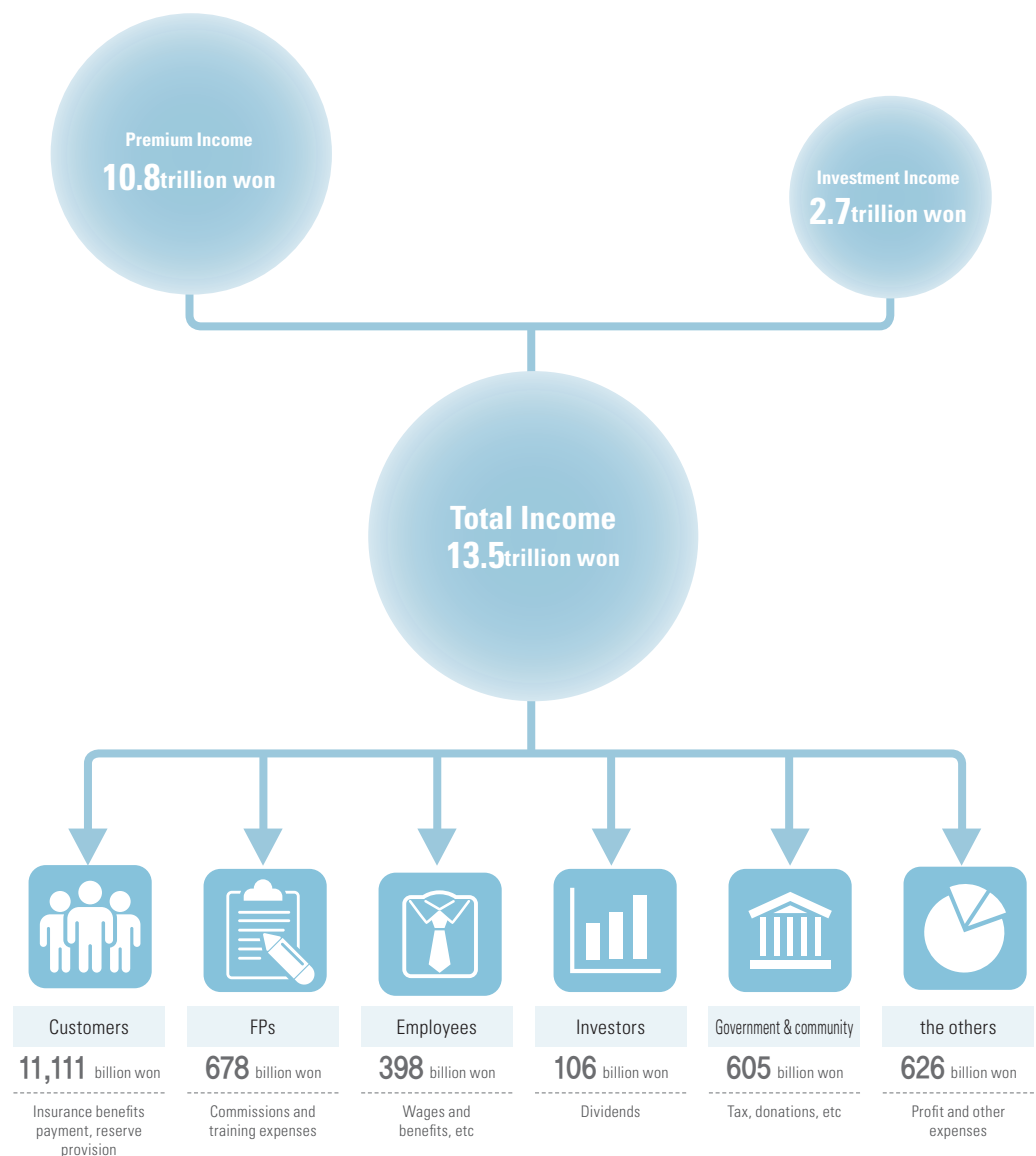 Premium Income
10.8trillion won
Investment Income
2.7trillion won
Total Income
13.5trillion won
Customers
11,111 billion won
Insurance benefits
payment, reserve
provision
FPs
678 billion won
Commissions and
training expenses
Employees
398 billion won
Wages and
benefits, etc
Investors
106 billion won
Dividends
Government & community
605 billion won
Tax, donations, etc
the others
626 billion won
Profit and other
expenses